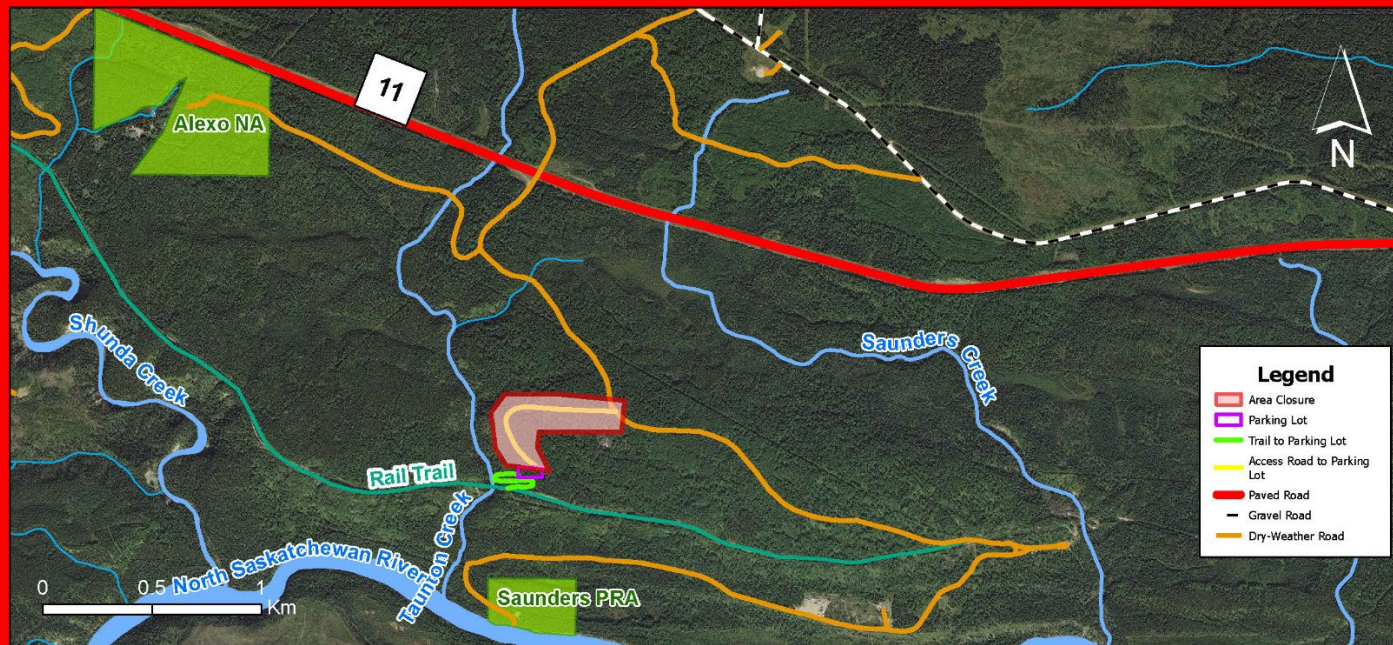 11
Alexo NA
N
Shunda Creek
Saunders Creek
Rail Trail
Taunton Creek
North Saskatchewan River
Saunders PRA
0 0.5 1
Km
Legend
Area Closure
Parking Lot
Trail to Parking Lot
Access Road to Parking
Lot
Paved Road
Gravel Road
Dry-Weather Road